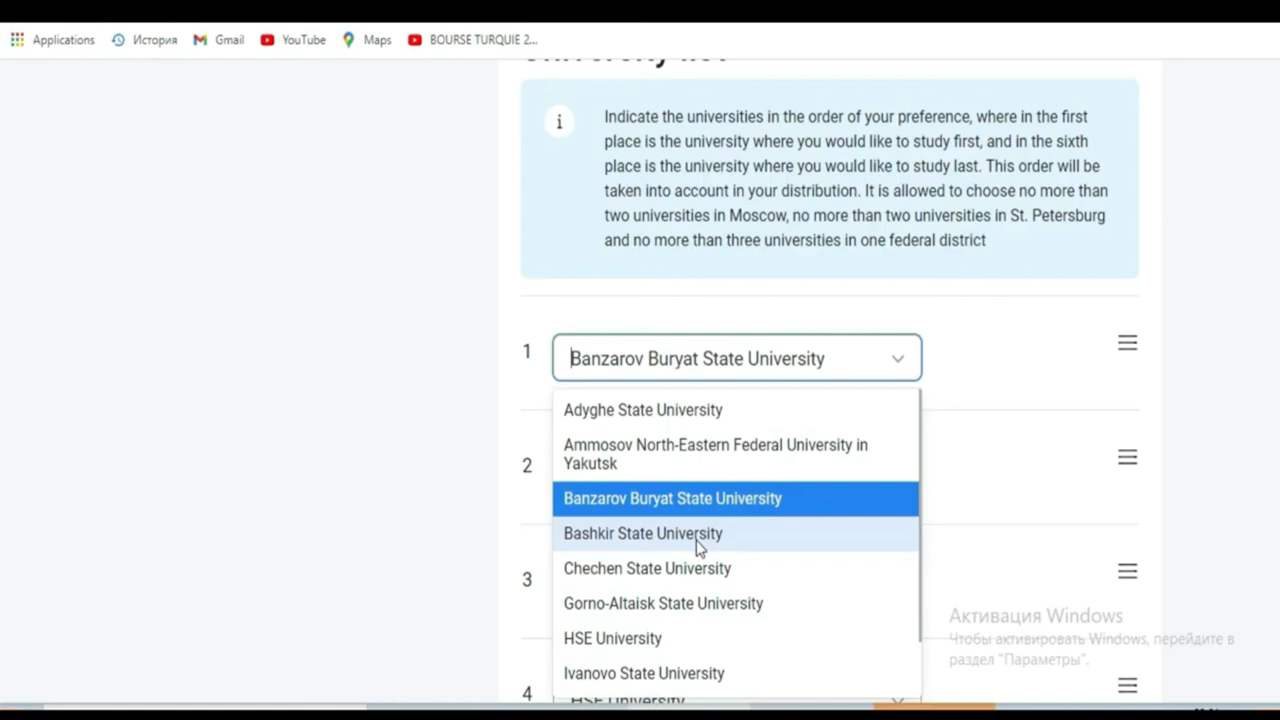 Applications История Gmail YouTube Maps BOURSE TURQUIE 2...
University list
i
Indicate the universities in the order of your preference, where in the first
place is the university where you would like to study first, and in the sixth
place is the university where you would like to study last. This order will be
taken into account in your distribution. It is allowed to choose no more than
two universities in Moscow, no more than two universities in St. Petersburg
and no more than three universities in one federal district
1 Banzarov Buryat State University
Adyghe State University
Ammosov North-Eastern Federal University in
Yakutsk
2
Banzarov Buryat State University
Bashkir State University
Chechen State University
3
Gorno-Altaisk State University
HSE University
Ivanovo State University
4 HSE University
Активация Windows
Чтобы активировать Windows, перейдите в
раздел "Параметры".